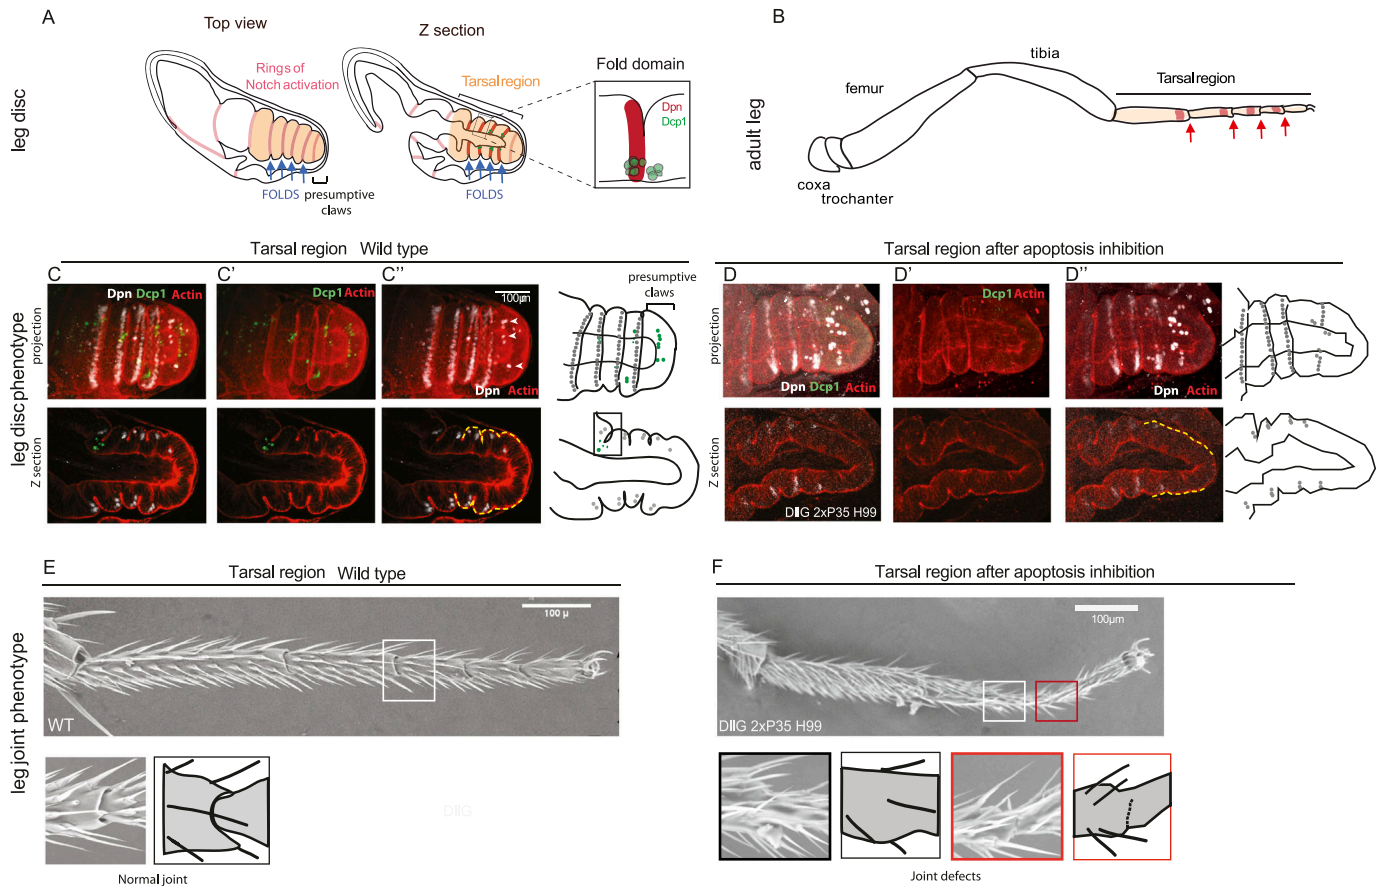 A
Top view
Z section
Rings of
Notch activation
Tarsal region
Fold domain
Dpn
Dcp1
FOLDS
presumptive
claws
FOLDS
leg disc
B
tibia
femur
Tarsal region
coxa
trochanter
adult leg
Tarsal region Wild type
Tarsal region after apoptosis inhibition
C
C'
C''
Dpn Dcp1 Actin
Dcp1 Actin
100µm
Dpn Actin
presumptive
claws
D
D'
D''
Dcp1 Actin
Dpn Dcp1 Actin
Dpn Actin
projection
Z section
leg disc phenotype
projection
Z section
DllG 2xP35 H99
E
Tarsal region Wild type
100 µ
WT
F
Tarsal region after apoptosis inhibition
100µm
DllG 2xP35 H99
leg joint phenotype
DllG
Normal joint
Joint defects